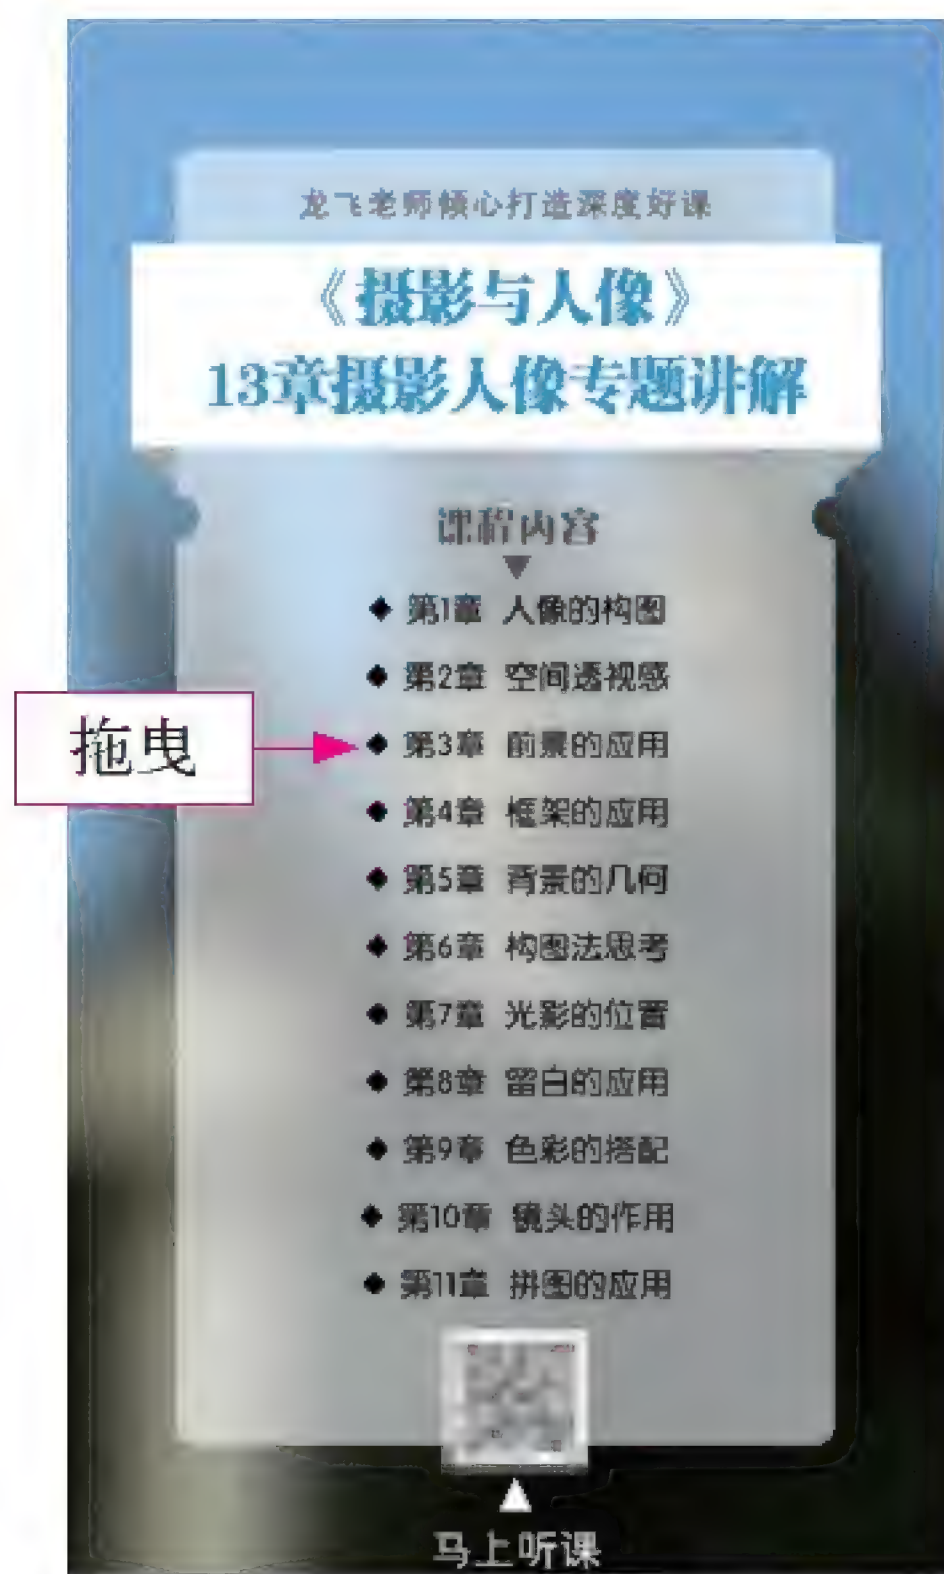 龙飞老师倾心打造深度好课
《摄影与人像》
13章摄影人像专题讲解
课程内容
◆ 第1章 人像的构图
◆ 第2章 空间透视感
拖曳
◆ 第3章 前景的应用
◆ 第4章 框架的应用
◆ 第5章 背景的几何
◆ 第6章 构图法思考
◆ 第7章 光影的位置
◆ 第8章 留白的应用
◆ 第9章 色彩的搭配
◆ 第10章 镜头的作用
◆ 第11章 拼图的应用
马上听课